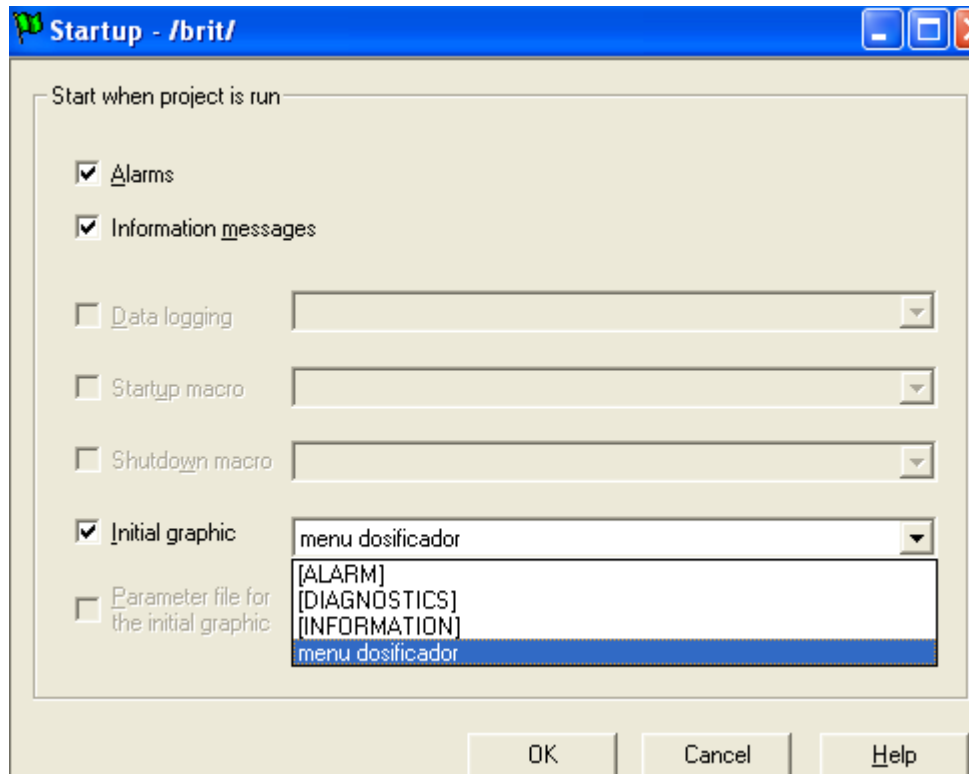 Startup - /brit/
Start when project is run
Alarms
Information messages
Data logging
Startup macro
Shutdown macro
Initial graphic
menu dosificador
[ALARM]
[DIAGNOSTICS]
[INFORMATION]
menu dosificador
Parameter file for
the initial graphic
OK
Cancel
Help